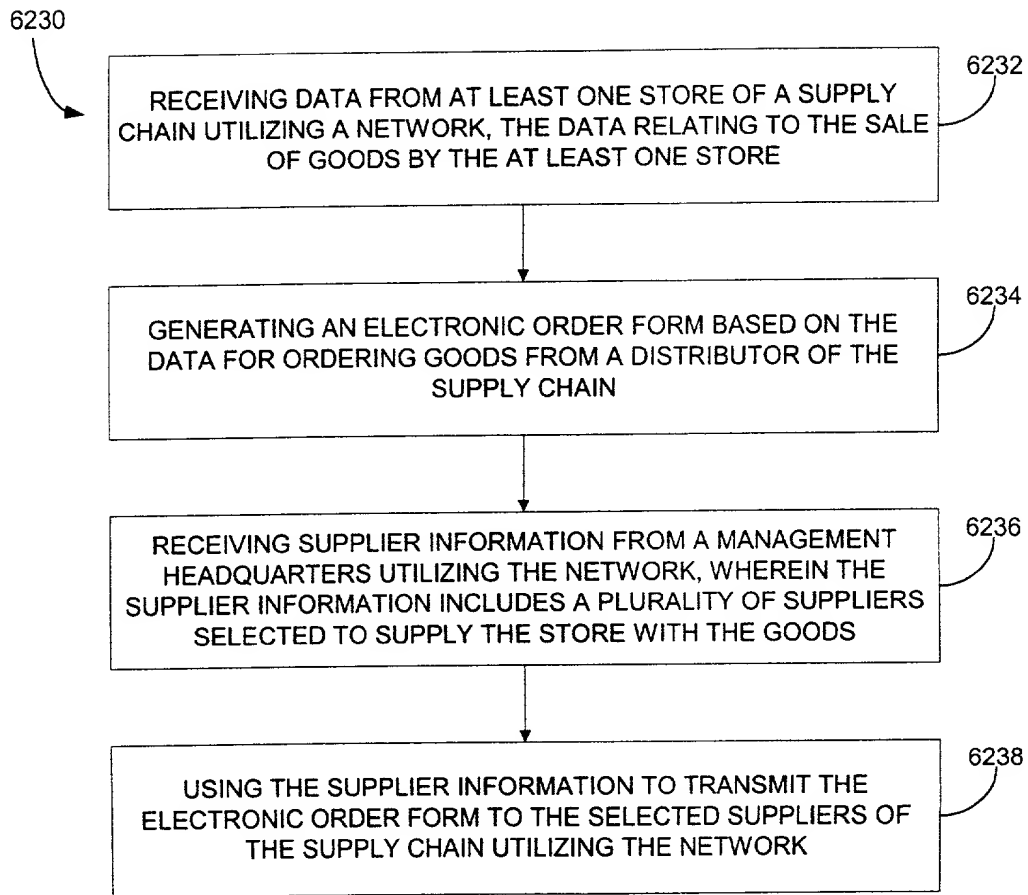 6230
6232
RECEIVING DATA FROM AT LEAST ONE STORE OF A SUPPLY
CHAIN UTILIZING A NETWORK, THE DATA RELATING TO THE SALE
OF GOODS BY THE AT LEAST ONE STORE
6234
GENERATING AN ELECTRONIC ORDER FORM BASED ON THE
DATA FOR ORDERING GOODS FROM A DISTRIBUTOR OF THE
SUPPLY CHAIN
6236
RECEIVING SUPPLIER INFORMATION FROM A MANAGEMENT
HEADQUARTERS UTILIZING THE NETWORK, WHEREIN THE
SUPPLIER INFORMATION INCLUDES A PLURALITY OF SUPPLIERS
SELECTED TO SUPPLY THE STORE WITH THE GOODS
6238
USING THE SUPPLIER INFORMATION TO TRANSMIT THE
ELECTRONIC ORDER FORM TO THE SELECTED SUPPLIERS OF
THE SUPPLY CHAIN UTILIZING THE NETWORK